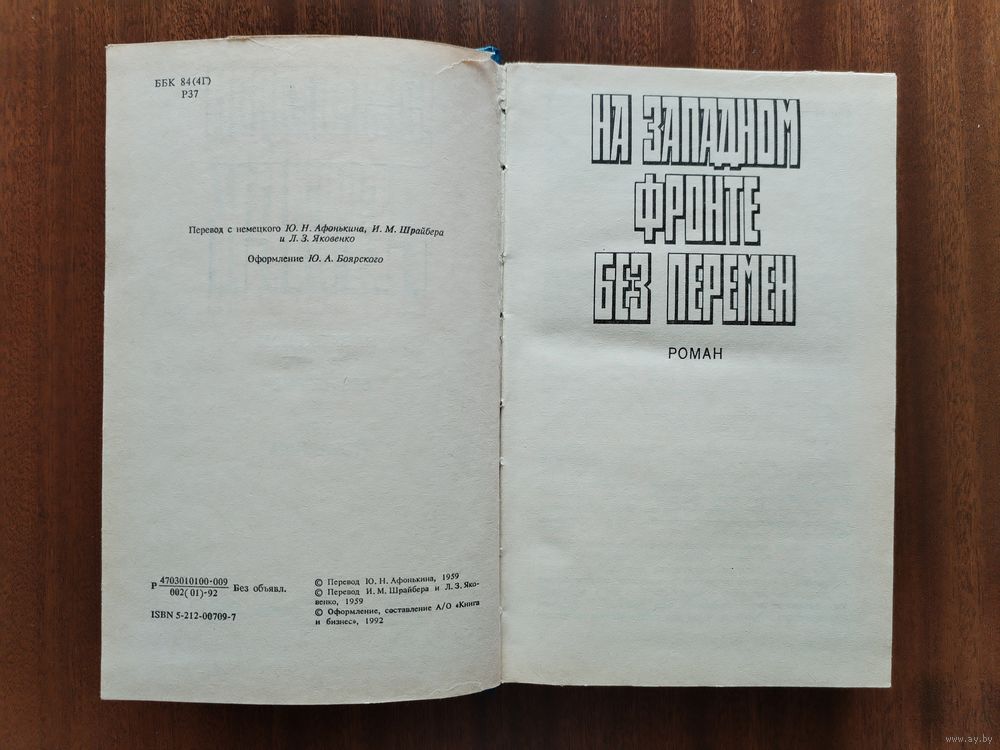 ББК 84(4Г)
Р37
Перевод с немецкого Ю. Н. Афонькина, И. М. Шрайбера
и Л. З. Яковенко
Оформление Ю. А. Боярского
Р 4703010100-009
002(01)-92 Без объявл.
ISBN 5-212-00709-7
© Перевод Ю. Н. Афонькина, 1959
© Перевод И. М. Шрайбера и Л. З. Яко-
венко, 1959
© Оформление, составление А/О «Книга
и бизнес», 1992
НА ЗАПАДНОМ
ФРОНТЕ
БЕЗ ПЕРЕМЕН
РОМАН
www.ay.by